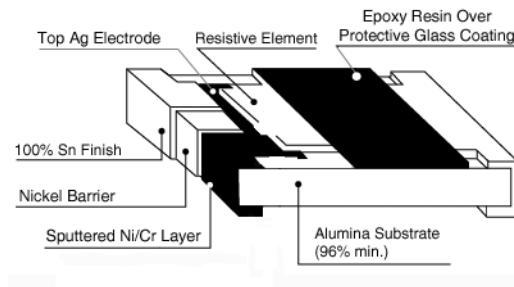 Epoxy Resin Over
Protective Glass Coating
Top Ag Electrode
Resistive Element
100% Sn Finish
Nickel Barrier
Sputtered Ni/Cr Layer
Alumina Substrate
(96% min.)